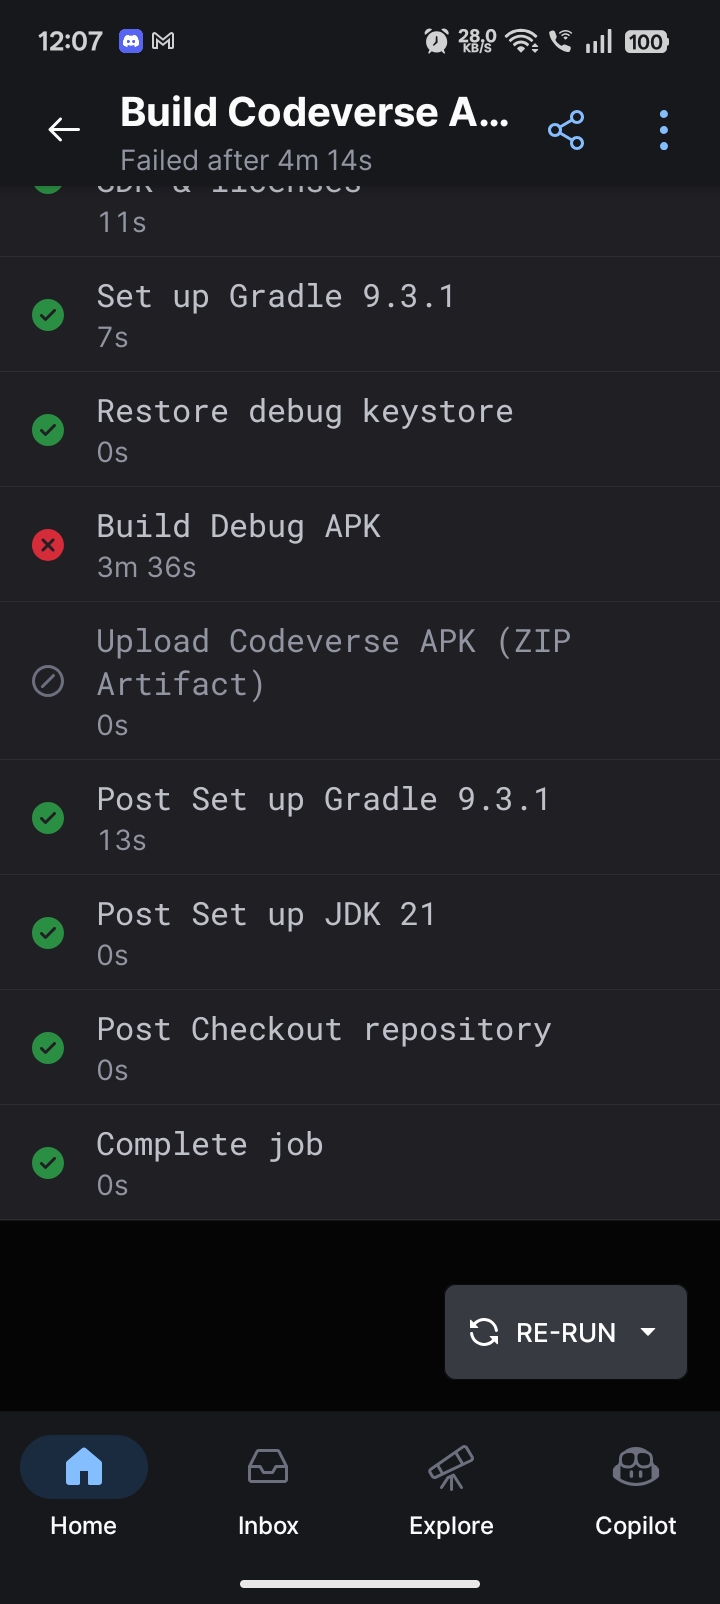 12:07
28.0
KB/S
100
Build Codeverse A...
Failed after 4m 14s
SDK & licenses
11s
Set up Gradle 9.3.1
7s
Restore debug keystore
0s
Build Debug APK
3m 36s
Upload Codeverse APK (ZIP
Artifact)
0s
Post Set up Gradle 9.3.1
13s
Post Set up JDK 21
0s
Post Checkout repository
0s
Complete job
0s
RE-RUN
Home
Inbox
Explore
Copilot